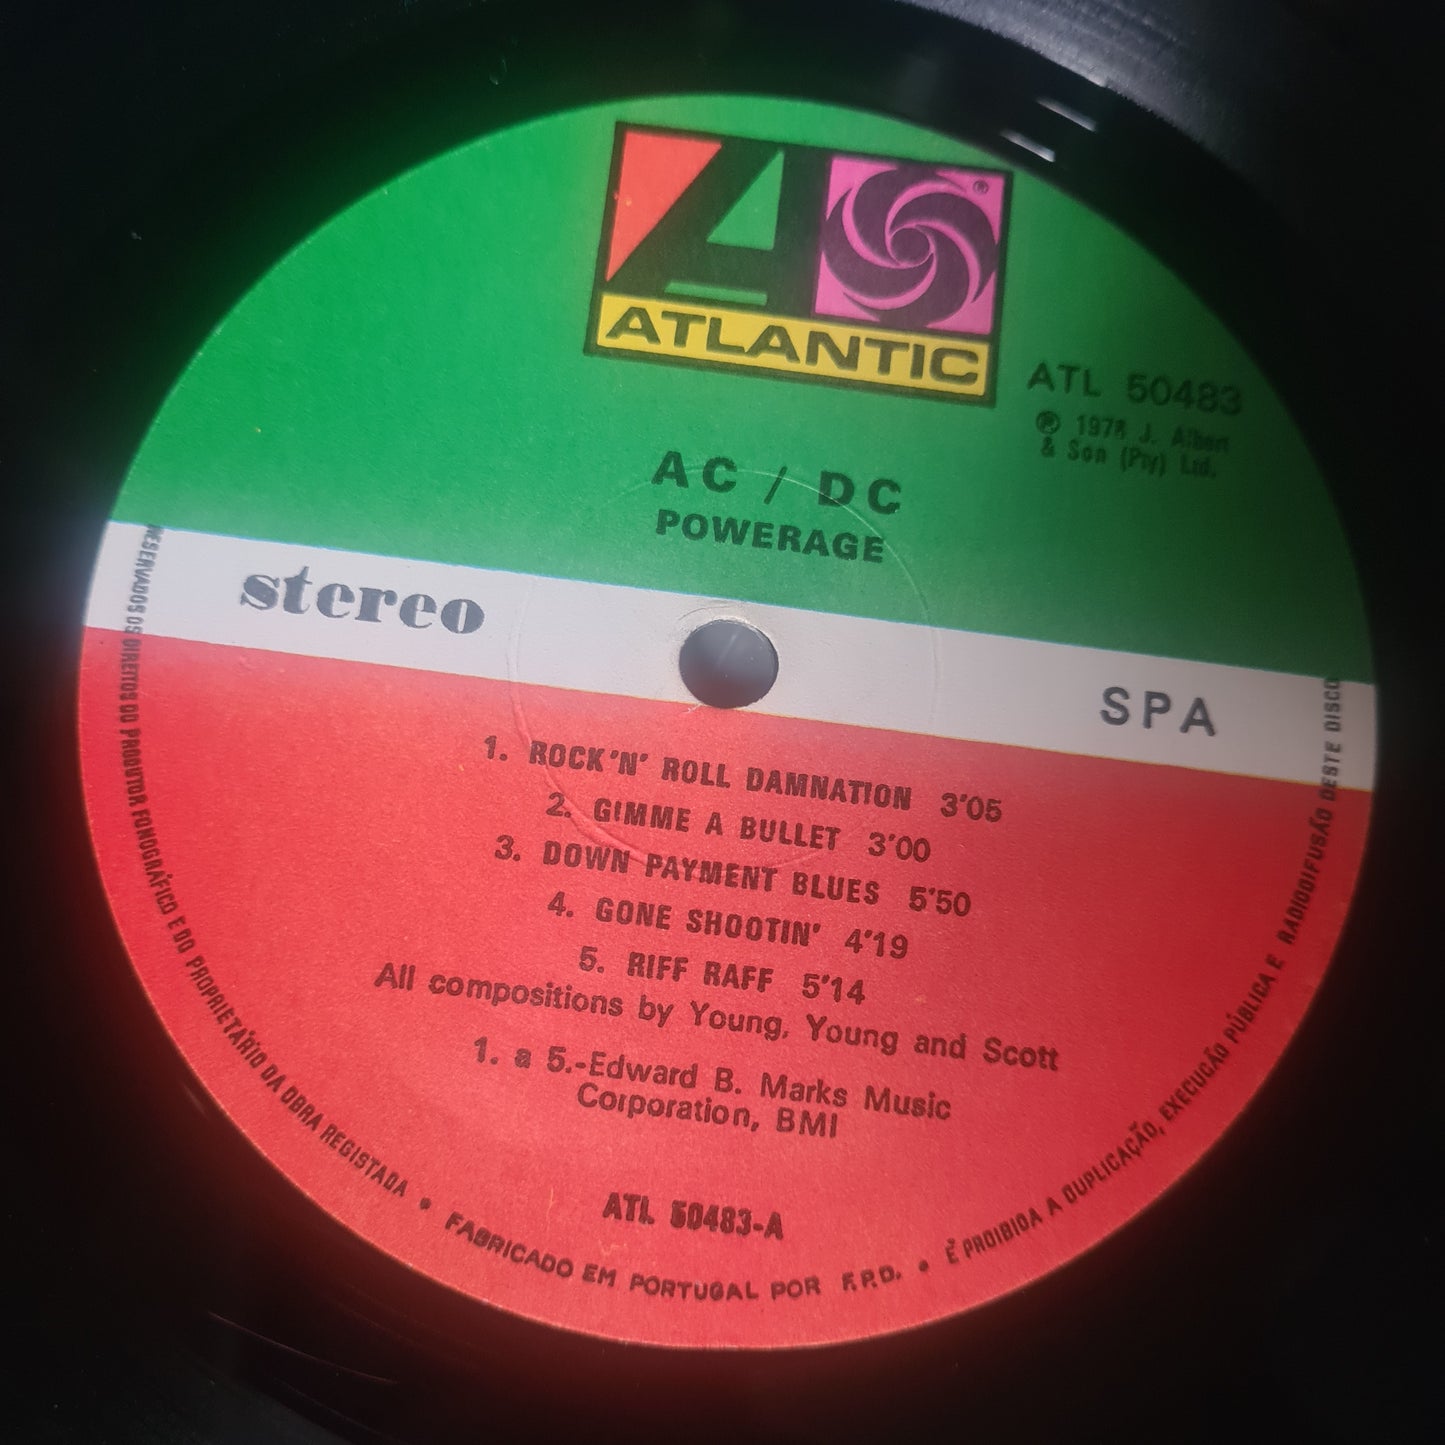 ATLANTIC
®
ATL 50483
℗ 1978 J. Albert
& Son (Pty) Ltd.
AC / DC
POWERAGE
stereo
SPA
1. ROCK'N' ROLL DAMNATION 3'05
2. GIMME A BULLET 3'00
3. DOWN PAYMENT BLUES 5'50
4. GONE SHOOTIN' 4'19
5. RIFF RAFF 5'14
All compositions by Young, Young and Scott
1. a 5.-Edward B. Marks Music
Corporation, BMI
ATL 50483-A
RESERVADOS OS DIREITOS DO PRODUTOR FONOGRÁFICO E DO PROPRIETÁRIO DA OBRA REGISTADA • FABRICADO EM PORTUGAL POR F.P.D. • É PROIBIDA A DUPLICAÇÃO, EXECUCÃO PÚBLICA E RADIODIFUSÃO DESTE DISCO